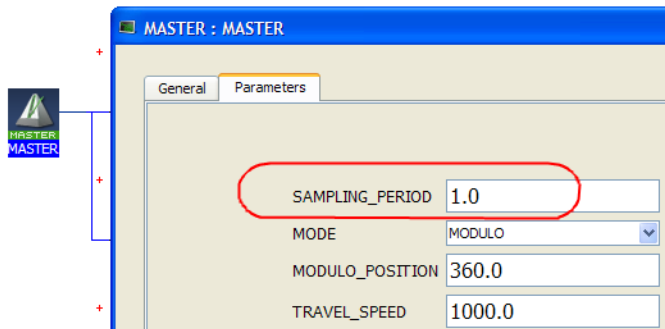 MASTER : MASTER
General Parameters
MASTER
MASTER
SAMPLING_PERIOD 1.0
MODE MODULO
MODULO_POSITION 360.0
TRAVEL_SPEED 1000.0